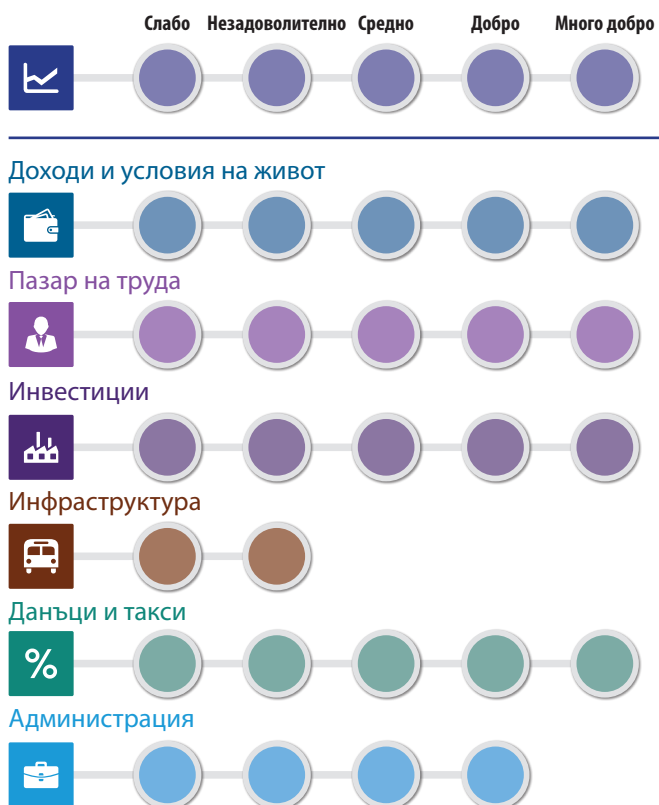 Слабо Незадоволително Средно Добро Много добро
Доходи и условия на живот
Пазар на труда
Инвестиции
Инфраструктура
Данъци и такси
%
Администрация